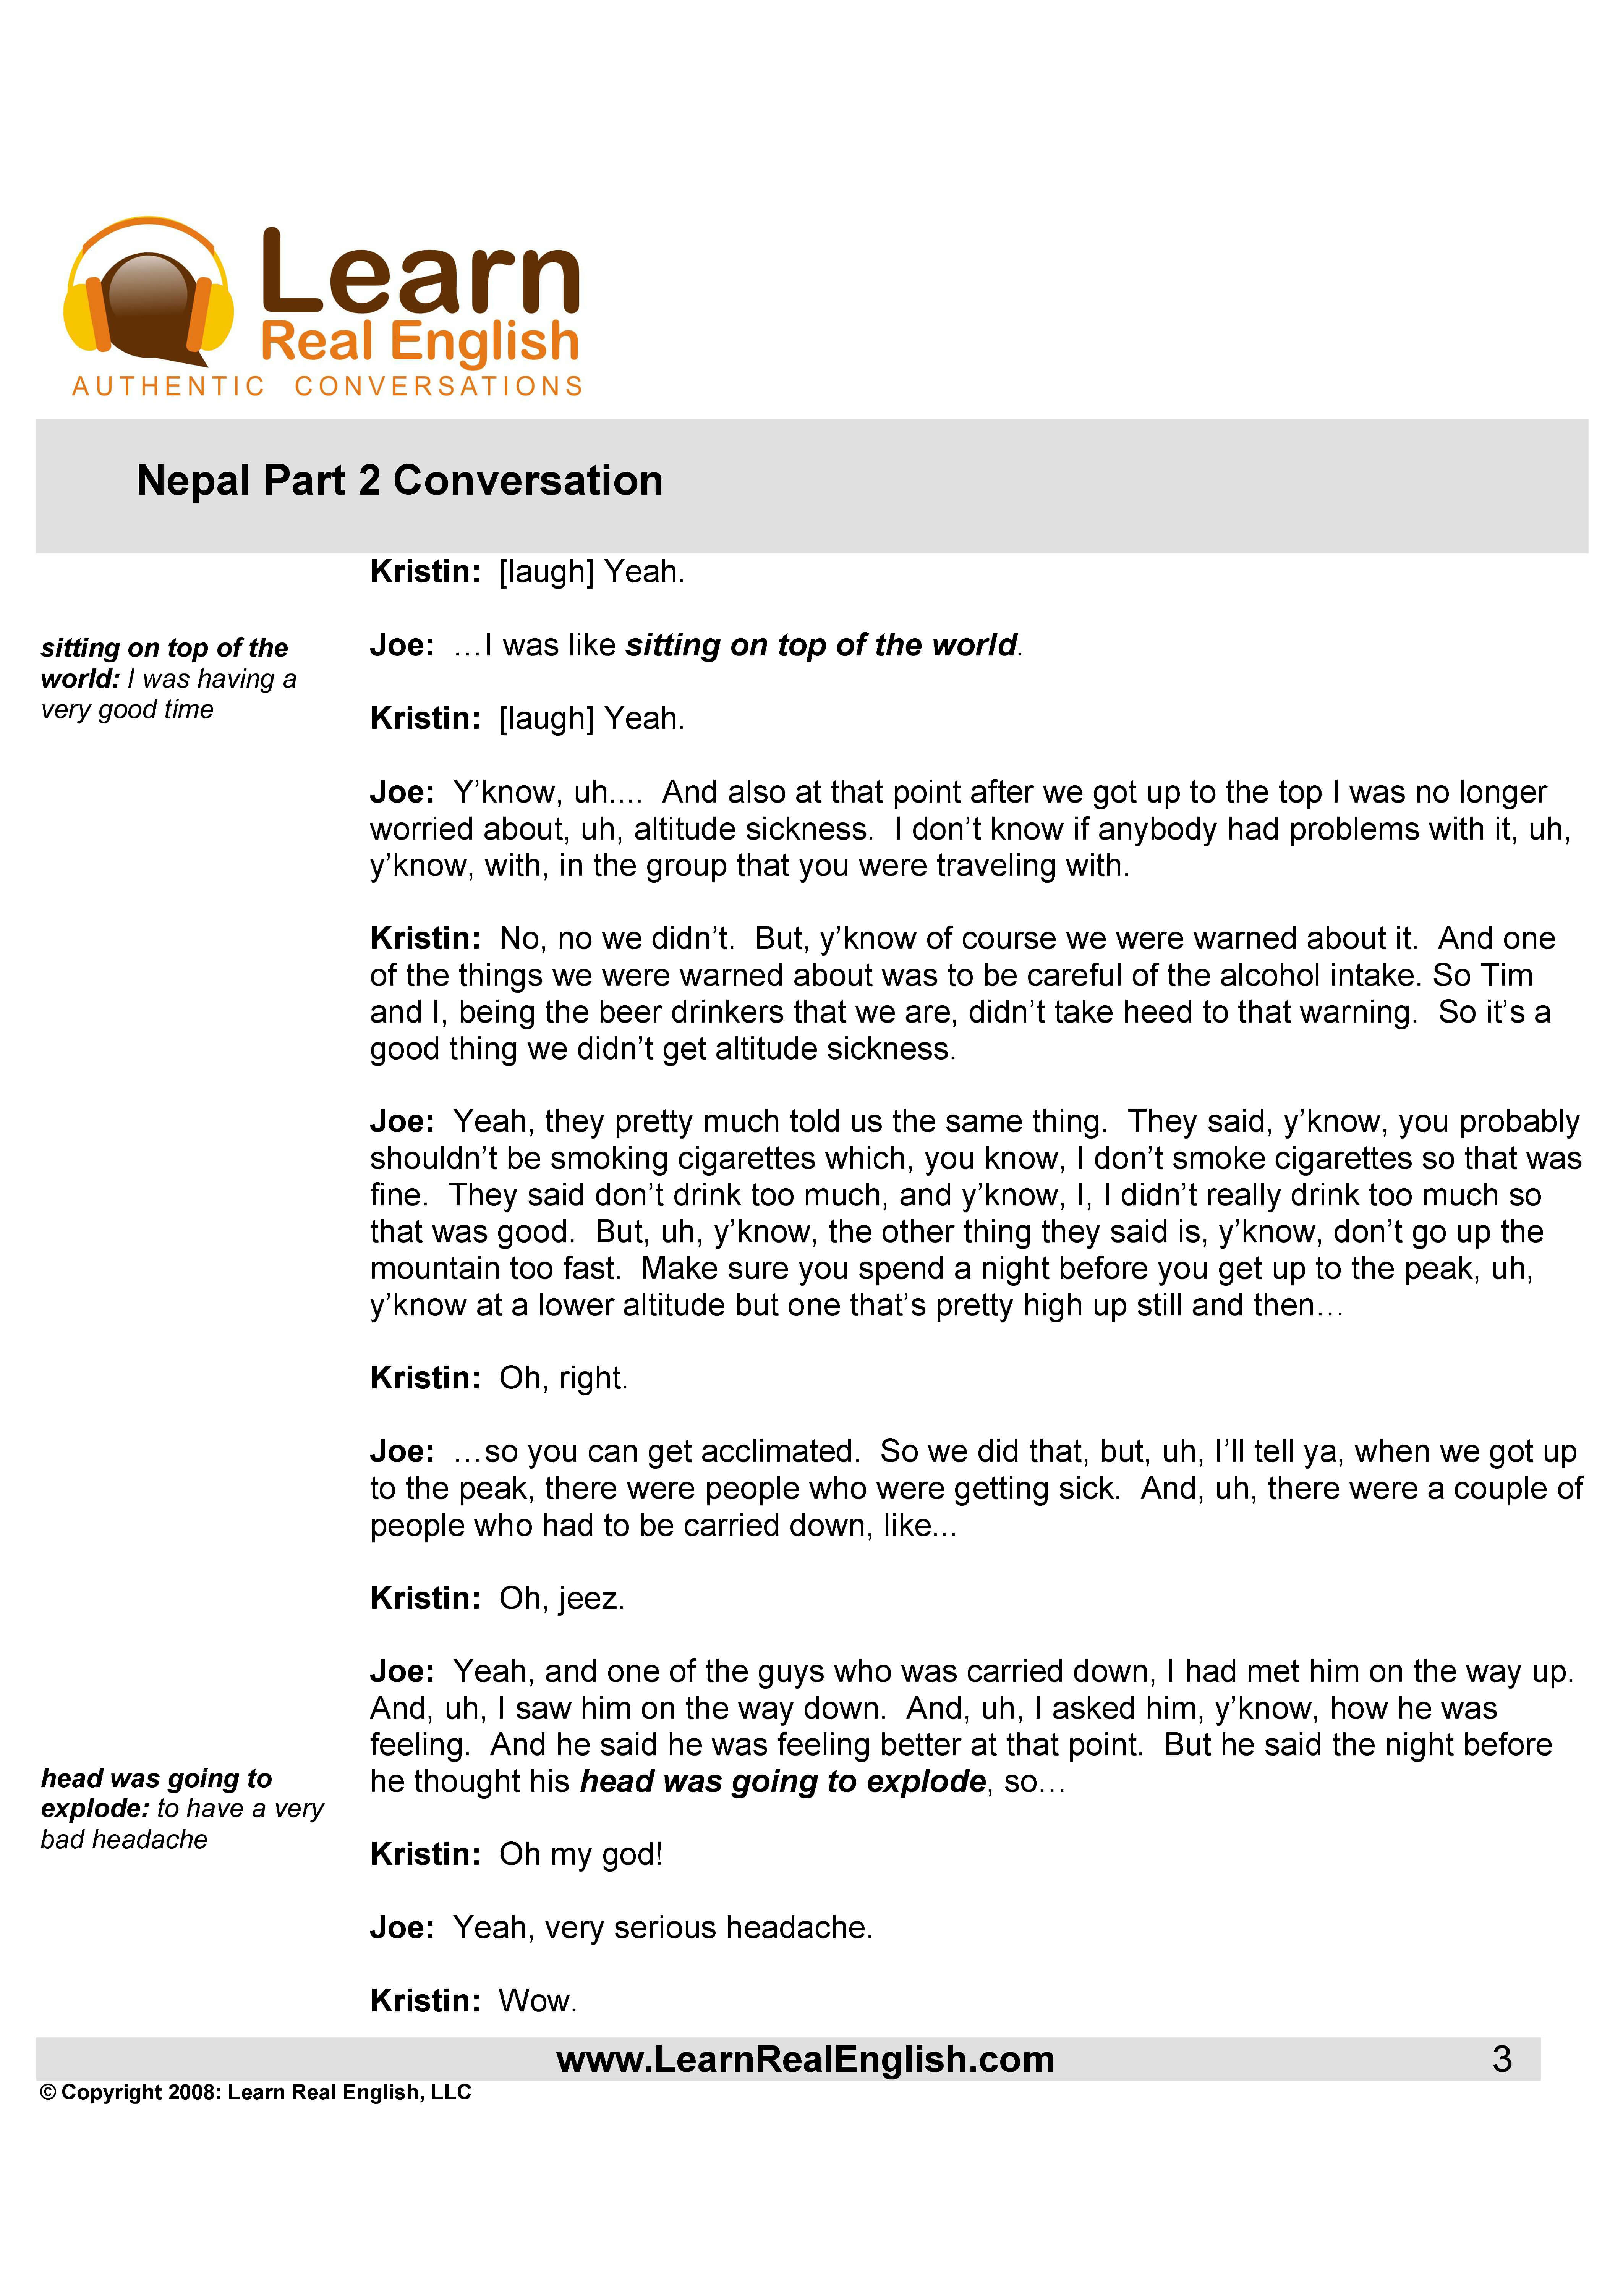 Learn
Real English
AUTHENTIC CONVERSATIONS
Nepal Part 2 Conversation
Kristin: [laugh] Yeah.
sitting on top of the
world: I was having a
very good time
Joe: …I was like sitting on top of the world.
Kristin: [laugh] Yeah.
Joe: Y’know, uh.... And also at that point after we got up to the top I was no longer
worried about, uh, altitude sickness. I don’t know if anybody had problems with it, uh,
y’know, with, in the group that you were traveling with.
Kristin: No, no we didn’t. But, y’know of course we were warned about it. And one
of the things we were warned about was to be careful of the alcohol intake. So Tim
and I, being the beer drinkers that we are, didn’t take heed to that warning. So it’s a
good thing we didn’t get altitude sickness.
Joe: Yeah, they pretty much told us the same thing. They said, y’know, you probably
shouldn’t be smoking cigarettes which, you know, I don’t smoke cigarettes so that was
fine. They said don’t drink too much, and y’know, I, I didn’t really drink too much so
that was good. But, uh, y’know, the other thing they said is, y’know, don’t go up the
mountain too fast. Make sure you spend a night before you get up to the peak, uh,
y’know at a lower altitude but one that’s pretty high up still and then…
Kristin: Oh, right.
Joe: …so you can get acclimated. So we did that, but, uh, I’ll tell ya, when we got up
to the peak, there were people who were getting sick. And, uh, there were a couple of
people who had to be carried down, like...
Kristin: Oh, jeez.
Joe: Yeah, and one of the guys who was carried down, I had met him on the way up.
And, uh, I saw him on the way down. And, uh, I asked him, y’know, how he was
feeling. And he said he was feeling better at that point. But he said the night before
he thought his head was going to explode, so…
head was going to
explode: to have a very
bad headache
Kristin: Oh my god!
Joe: Yeah, very serious headache.
Kristin: Wow.
www.LearnRealEnglish.com 3
© Copyright 2008: Learn Real English, LLC